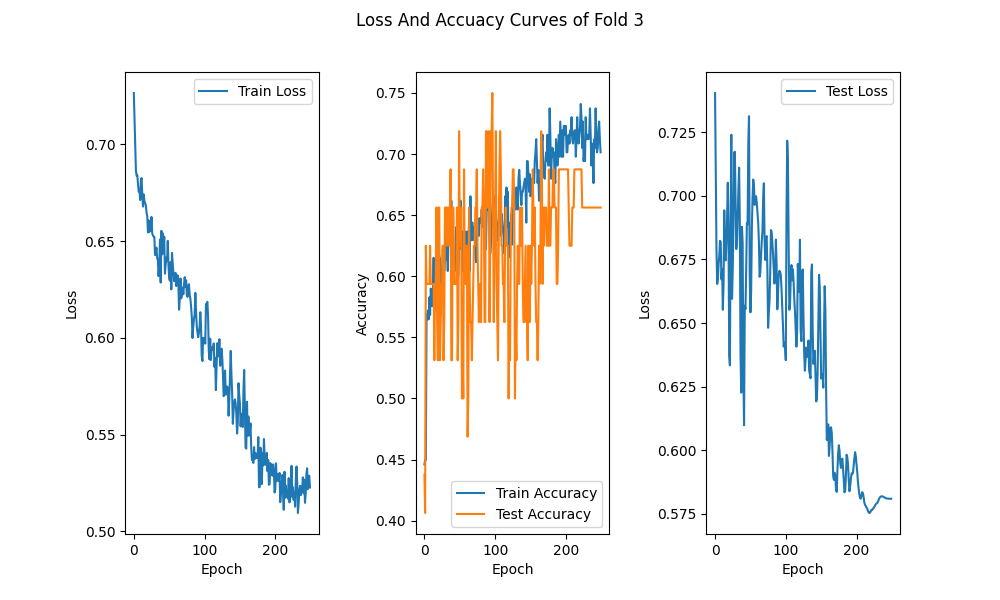 Loss And Accuacy Curves of Fold 3
Train Loss
Loss
0.70
0.65
0.60
0.55
0.50
0
100
200
Epoch
Accuracy
0.75
0.70
0.65
0.60
0.55
0.50
0.45
0.40
Train Accuracy
Test Accuracy
0
100
200
Epoch
Test Loss
Loss
0.725
0.700
0.675
0.650
0.625
0.600
0.575
0
100
200
Epoch